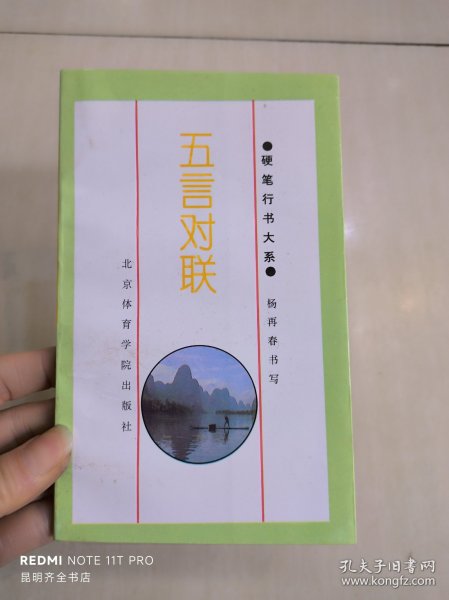 ●硬笔行书大系●
杨再春书写
五言对联
北京体育学院出版社
REDMI NOTE 11T PRO
昆明齐全书店
孔夫子旧书网
www.kongfz.com